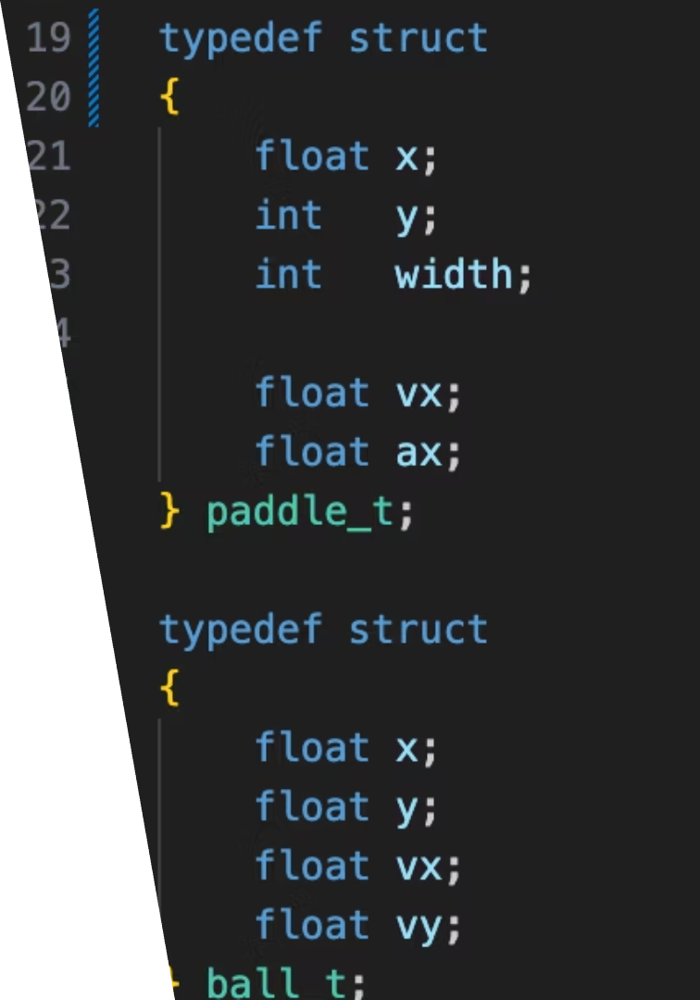 19 typedef struct
20 {
21 float x;
22 int y;
3 int width;
4
float vx;
float ax;
} paddle_t;
typedef struct
{
float x;
float y;
float vx;
float vy;
} ball_t;